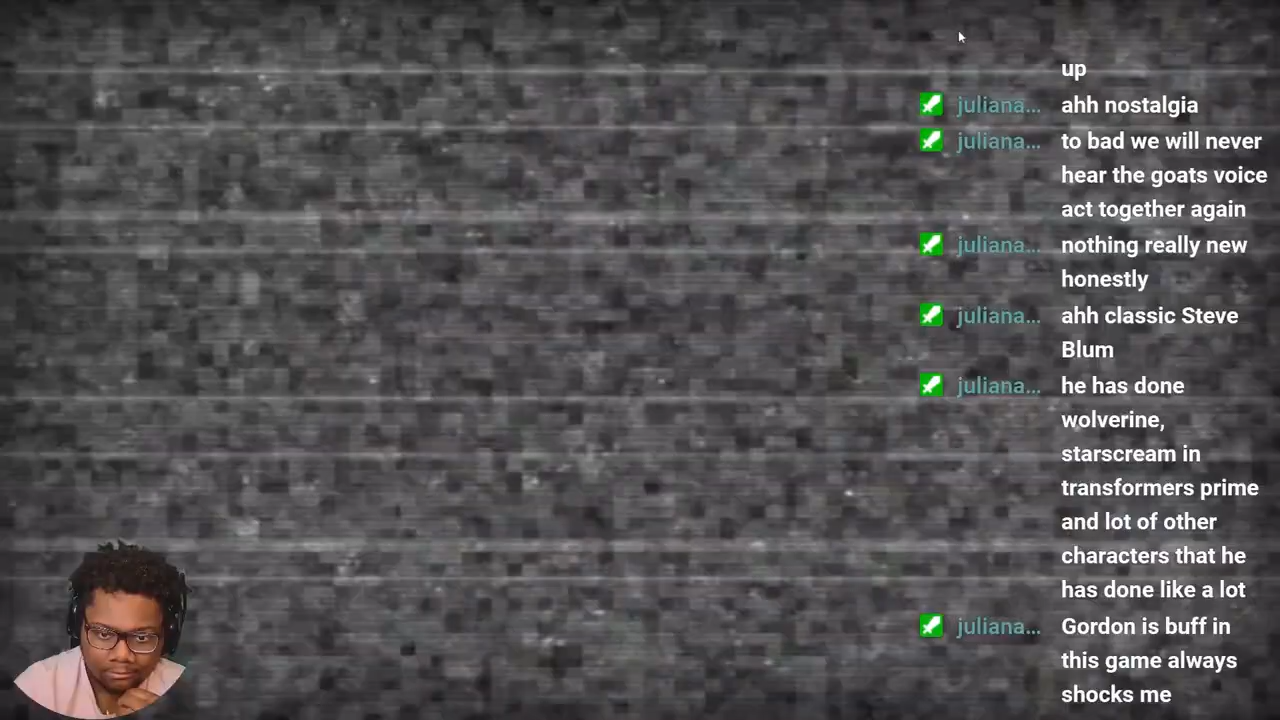 up
juliana... ahh nostalgia
juliana... to bad we will never
hear the goats voice
act together again
juliana... nothing really new
honestly
juliana... ahh classic Steve
Blum
juliana... he has done
wolverine,
starscream in
transformers prime
and lot of other
characters that he
has done like a lot
juliana... Gordon is buff in
this game always
shocks me